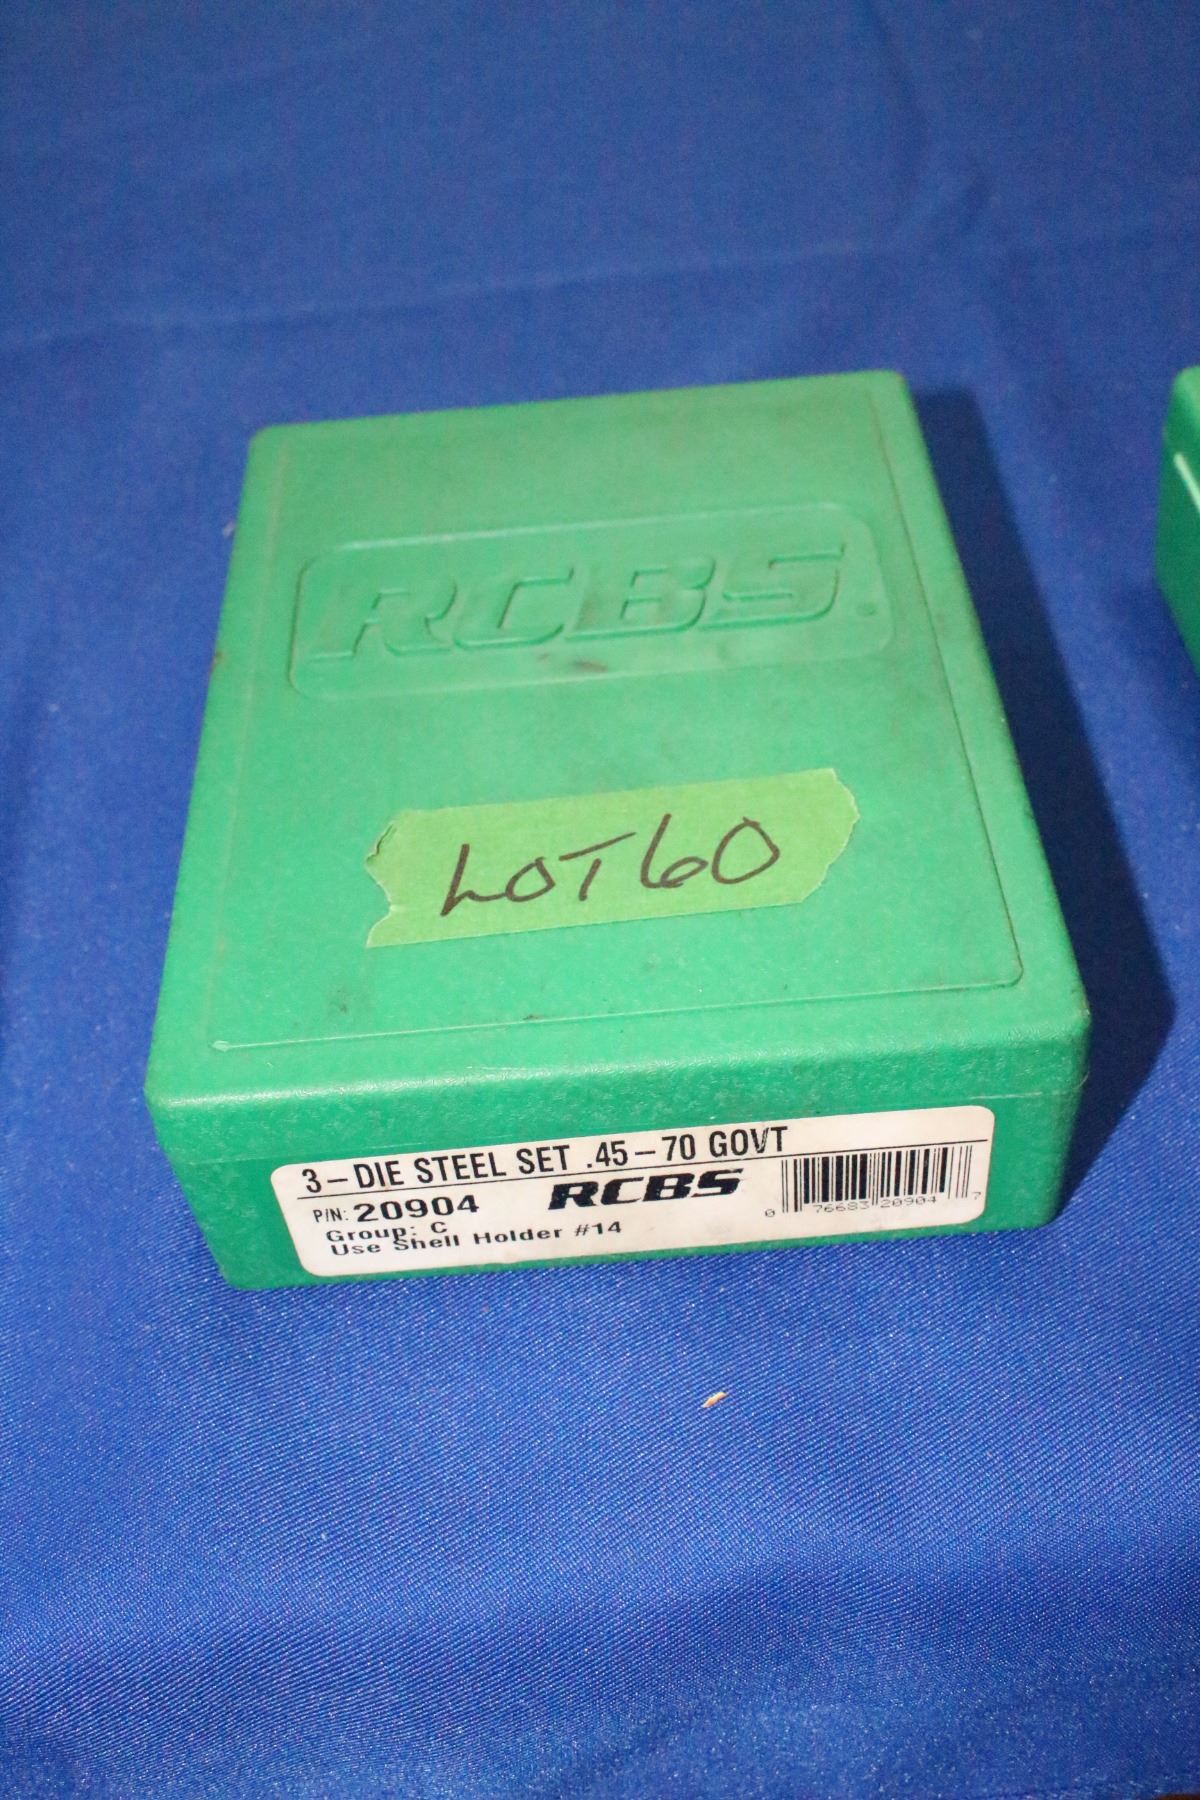 RCBS
LOT 60
3-DIE STEEL SET .45-70 GOVT
P/N: 20904 RCBS
Group: C
Use Shell Holder #14
0 76683 20904 7